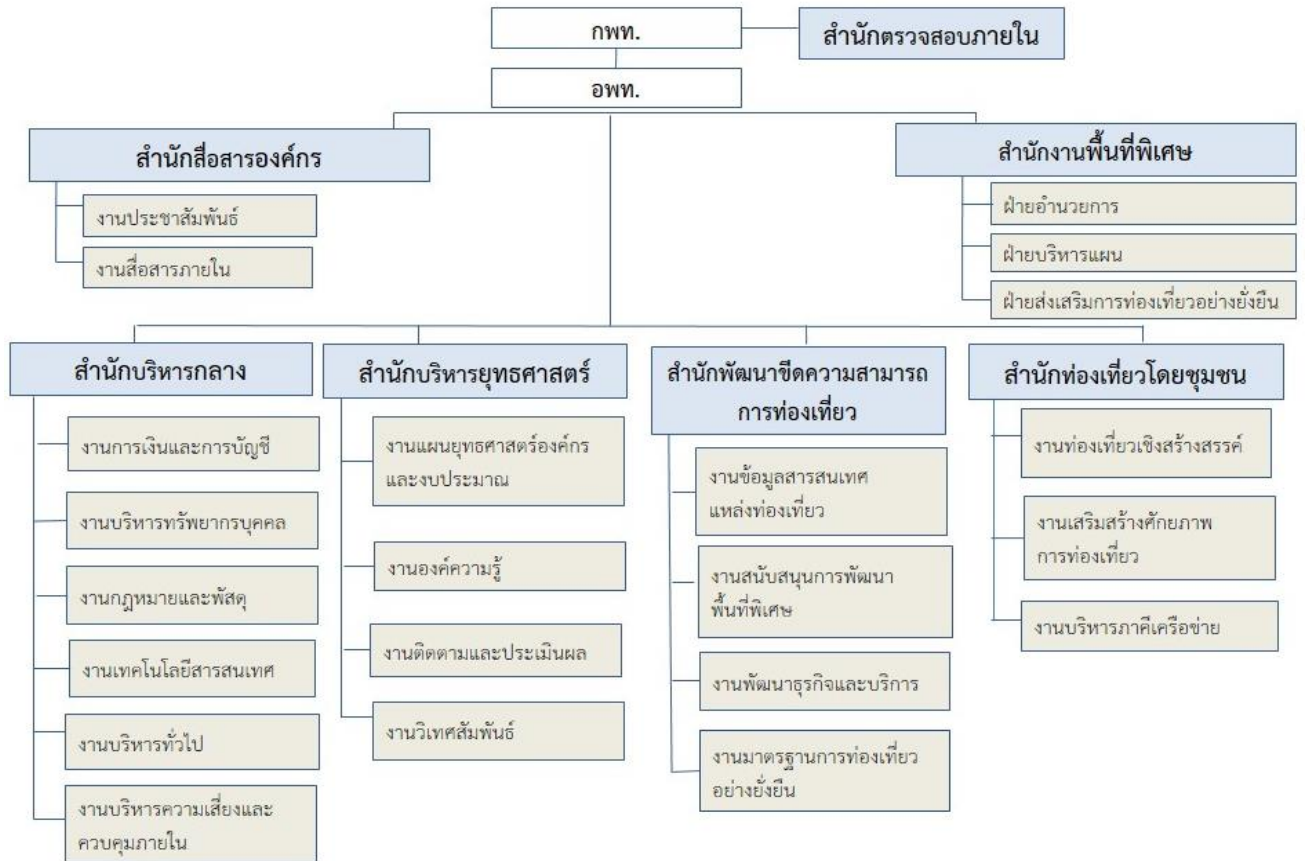 กพท.
สำนักตรวจสอบภายใน
อพท.
สำนักสื่อสารองค์กร
งานประชาสัมพันธ์
งานสื่อสารภายใน
สำนักงานพื้นที่พิเศษ
ฝ่ายอำนวยการ
ฝ่ายบริหารแผน
ฝ่ายส่งเสริมการท่องเที่ยวอย่างยั่งยืน
สำนักบริหารกลาง
งานการเงินและการบัญชี
งานบริหารทรัพยากรบุคคล
งานกฎหมายและพัสดุ
งานเทคโนโลยีสารสนเทศ
งานบริหารทั่วไป
งานบริหารความเสี่ยงและ
ควบคุมภายใน
สำนักบริหารยุทธศาสตร์
งานแผนยุทธศาสตร์องค์กร
และงบประมาณ
งานองค์ความรู้
งานติดตามและประเมินผล
งานวิเทศสัมพันธ์
สำนักพัฒนาขีดความสามารถ
การท่องเที่ยว
งานข้อมูลสารสนเทศ
แหล่งท่องเที่ยว
งานสนับสนุนการพัฒนา
พื้นที่พิเศษ
งานพัฒนาธุรกิจและบริการ
งานมาตรฐานการท่องเที่ยว
อย่างยั่งยืน
สำนักท่องเที่ยวโดยชุมชน
งานท่องเที่ยวเชิงสร้างสรรค์
งานเสริมสร้างศักยภาพ
การท่องเที่ยว
งานบริหารภาคีเครือข่าย